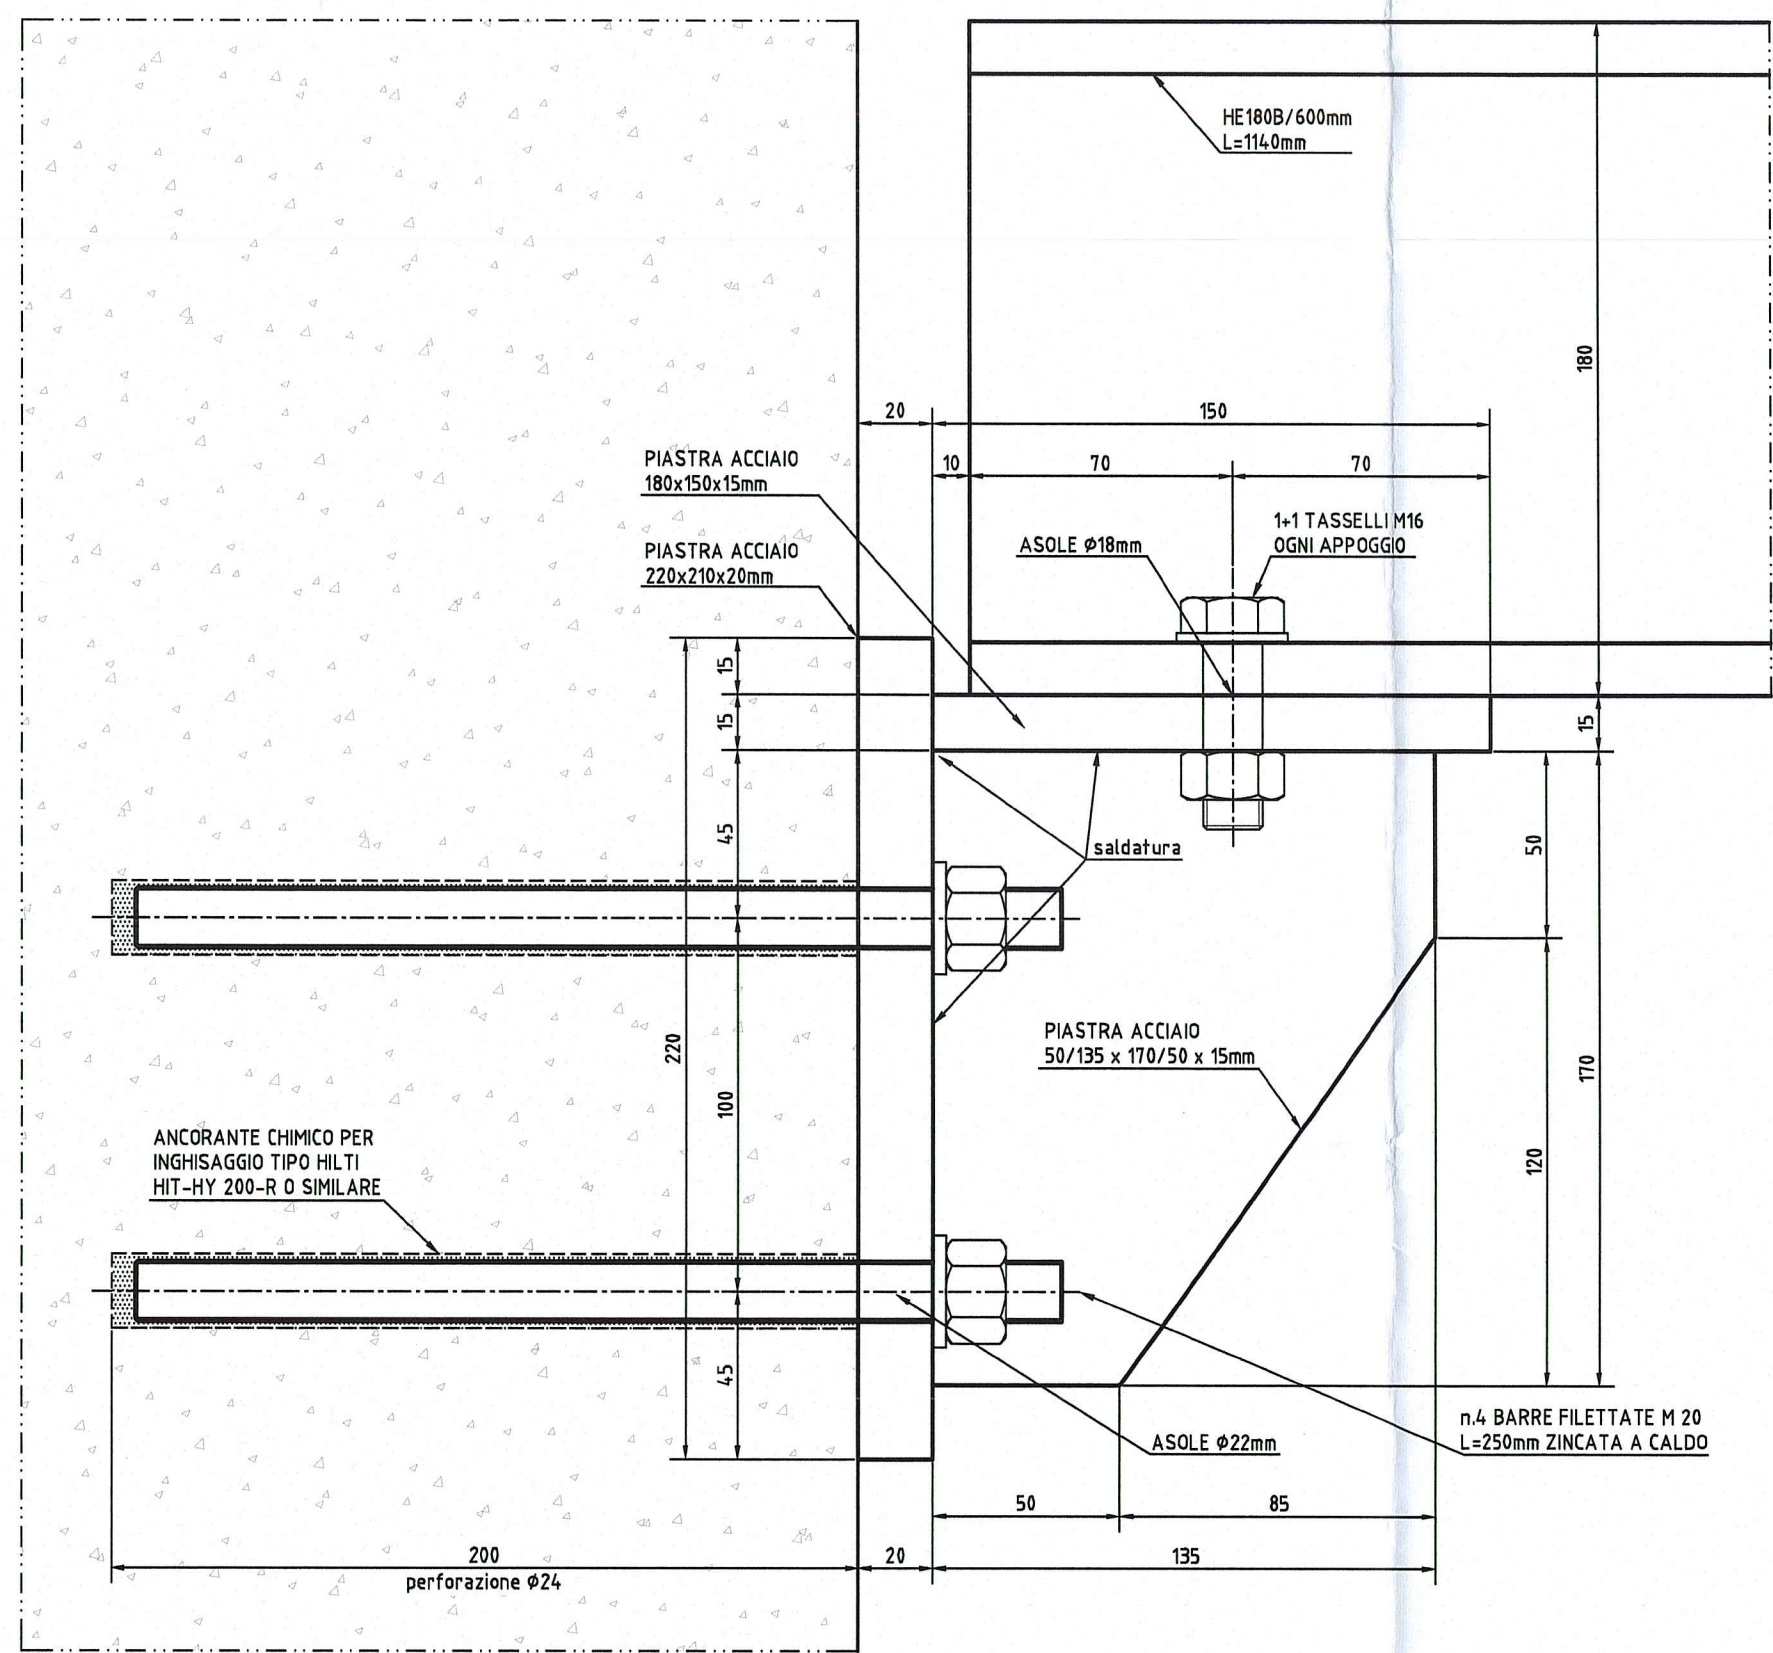 HE180B/600mm
L=1140mm
180
20
150
10
70
70
PIASTRA ACCIAIO
180x150x15mm
1+1 TASSELLI M16
OGNI APPOGGIO
ASOLE ϕ18mm
PIASTRA ACCIAIO
220x210x20mm
15
15
15
45
50
saldatura
PIASTRA ACCIAIO
50/135 x 170/50 x 15mm
220
100
170
120
ANCORANTE CHIMICO PER
INGHISAGGIO TIPO HILTI
HIT-HY 200-R O SIMILARE
45
n.4 BARRE FILETTATE M 20
L=250mm ZINCATA A CALDO
ASOLE ϕ22mm
50
85
200
20
135
perforazione ϕ24